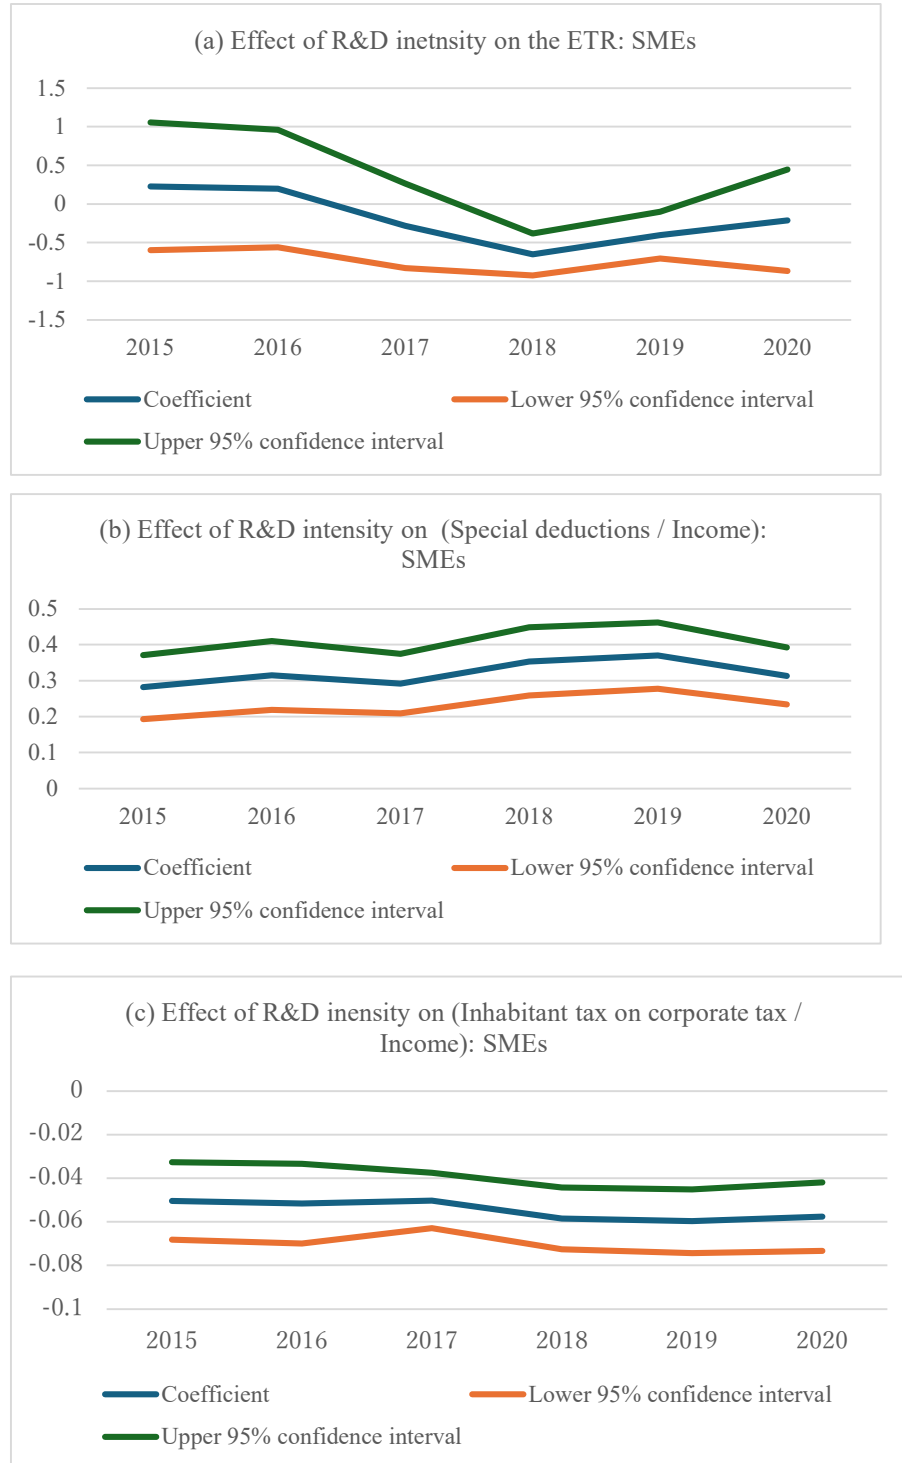 (a) Effect of R&D inetnsity on the ETR: SMEs
1.5
1
0.5
0
-0.5
-1
-1.5
2015 2016 2017 2018 2019 2020
Coefficient Lower 95% confidence interval
Upper 95% confidence interval
(b) Effect of R&D intensity on (Special deductions / Income):
SMEs
0.5
0.4
0.3
0.2
0.1
0
2015 2016 2017 2018 2019 2020
Coefficient Lower 95% confidence interval
Upper 95% confidence interval
(c) Effect of R&D inensity on (Inhabitant tax on corporate tax /
Income): SMEs
0
-0.02
-0.04
-0.06
-0.08
-0.1
2015 2016 2017 2018 2019 2020
Coefficient Lower 95% confidence interval
Upper 95% confidence interval